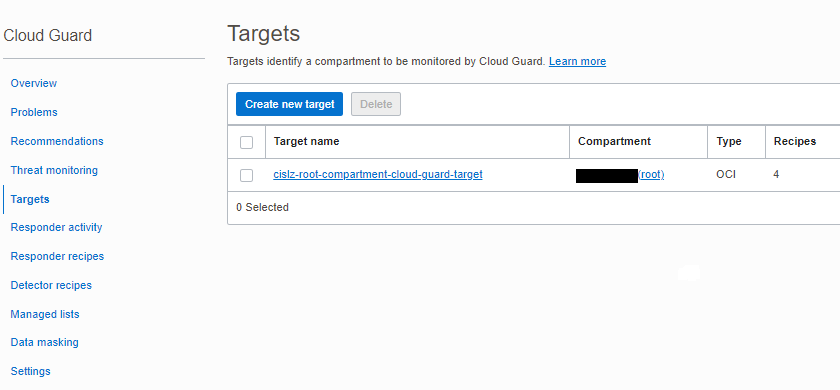 Cloud Guard
Overview
Problems
Recommendations
Threat monitoring
Targets
Responder activity
Responder recipes
Detector recipes
Managed lists
Data masking
Settings
Targets
Targets identify a compartment to be monitored by Cloud Guard. Learn more
Create new target Delete
Target name Compartment Type Recipes
cislz-root-compartment-cloud-guard-target (root) OCI 4
0 Selected